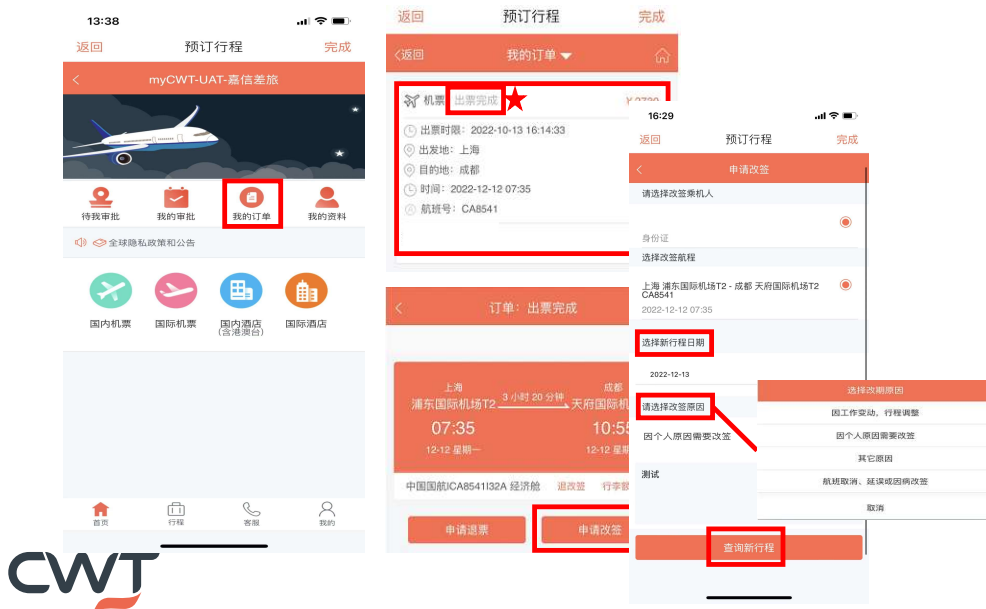 13:38
返回 预订行程 完成
myCWT-UAT-嘉信差旅
待我审批 我的审批 我的订单 我的资料
全球隐私政策和公告
国内机票 国际机票 国内酒店 国际酒店
(含港澳台)
首页 行程 客服 我的
CWT
返回 预订行程 完成
返回 我的订单
机票 出票完成
出票时限：2022-10-13 16:14:33
出发地：上海
目的地：成都
时间：2022-12-12 07:35
航班号：CA8541
订单：出票完成
上海 成都
浦东国际机场T2 3 小时 20 分钟 天府国际机
07:35 10:55
12-12 星期一 12-12 星期
中国国航ICA8541I32A 经济舱 退改签 行李
申请退票 申请改签
16:29
返回 预订行程 完成
申请改签
请选择改签乘机人
身份证
选择改签航程
上海 浦东国际机场T2 - 成都 天府国际机场T2
CA8541
2022-12-12 07:35
选择新行程日期
2022-12-13
请选择改签原因
因个人原因需要改签
测试
查询新行程
选择改期原因
因工作变动，行程调整
因个人原因需要改签
其它原因
航班取消、延误或因病改签
取消